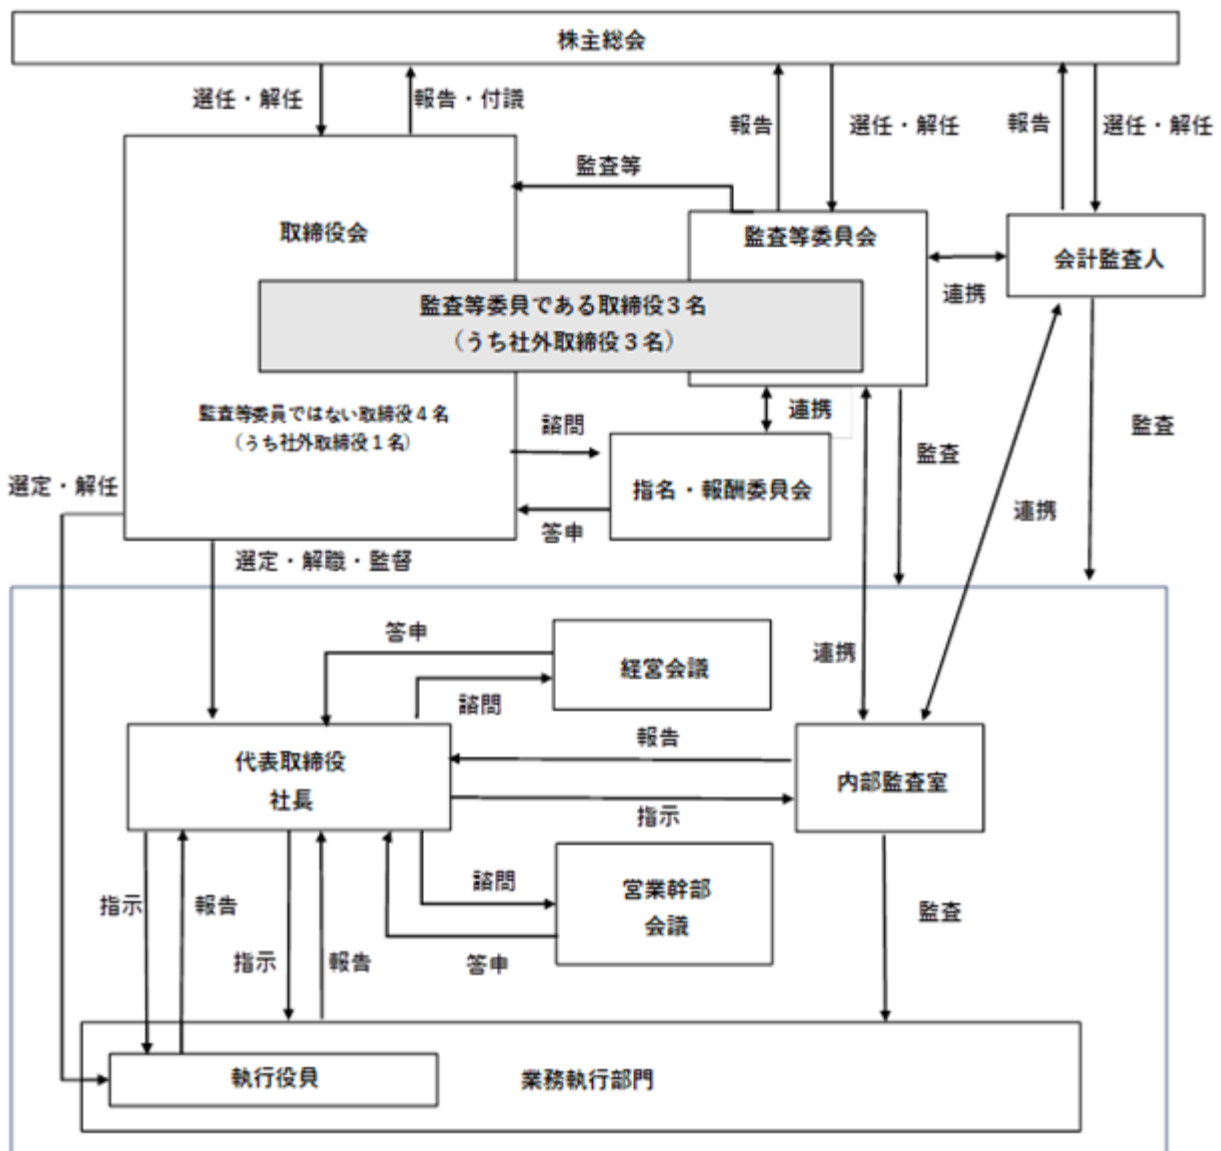 株主総会
選任・解任
報告・付議
報告
選任・解任
報告
選任・解任
監査等
取締役会
監査等委員会
会計監査人
連携
監査等委員である取締役３名
（うち社外取締役３名）
監査等委員ではない取締役４名
（うち社外取締役１名）
諮問
連携
監査
監査
選定・解任
指名・報酬委員会
連携
答申
選定・解職・監督
答申
経営会議
連携
諮問
代表取締役
社長
報告
内部監査室
指示
諮問
営業幹部
会議
指示
報告
監査
指示
報告
答申
執行役員
業務執行部門